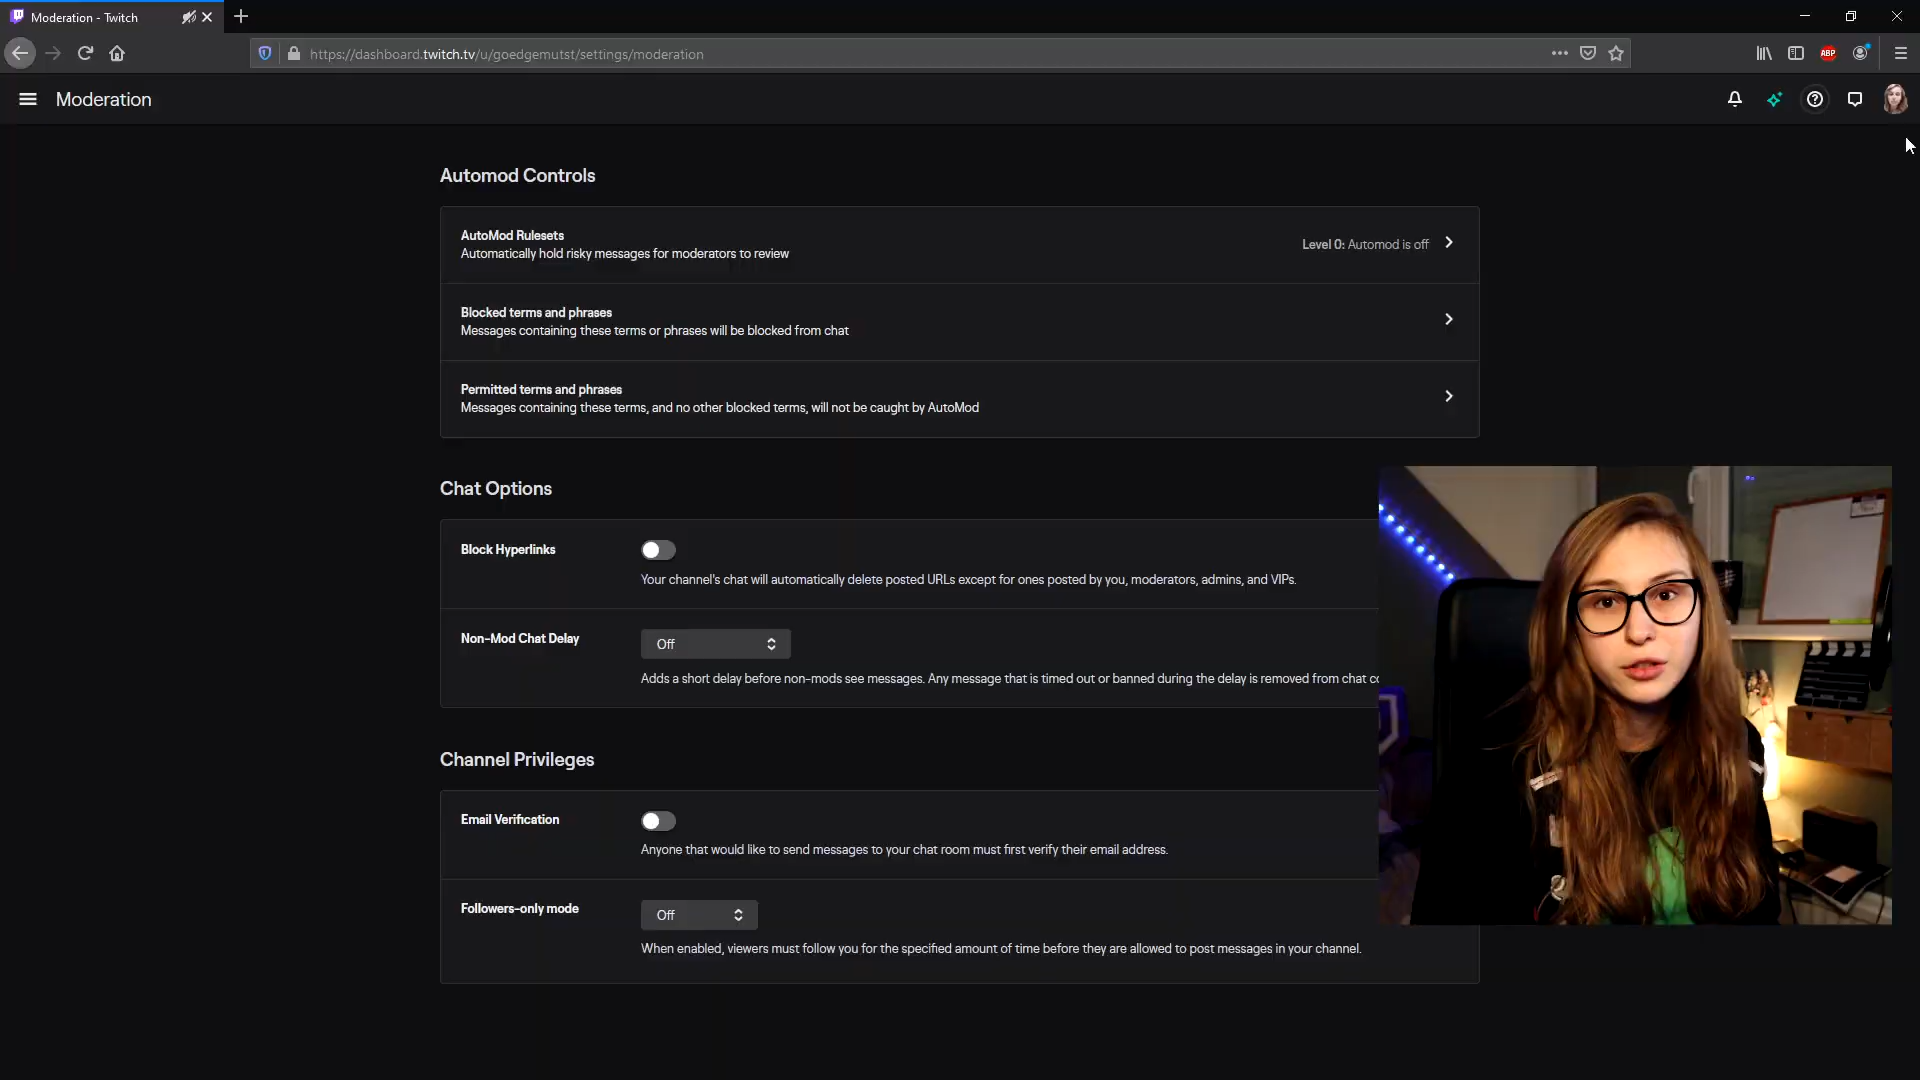 Moderation - Twitch
https://dashboard.twitch.tv/u/goedgemutst/settings/moderation
ABP
Moderation
Automod Controls
AutoMod Rulesets
Automatically hold risky messages for moderators to review
Level 0: Automod is off
Blocked terms and phrases
Messages containing these terms or phrases will be blocked from chat
Permitted terms and phrases
Messages containing these terms, and no other blocked terms, will not be caught by AutoMod
Chat Options
Block Hyperlinks
Your channel's chat will automatically delete posted URLs except for ones posted by you, moderators, admins, and VIPs.
Non-Mod Chat Delay
Off
Adds a short delay before non-mods see messages. Any message that is timed out or banned during the delay is removed from chat co
Channel Privileges
Email Verification
Anyone that would like to send messages to your chat room must first verify their email address.
Followers-only mode
Off
When enabled, viewers must follow you for the specified amount of time before they are allowed to post messages in your channel.